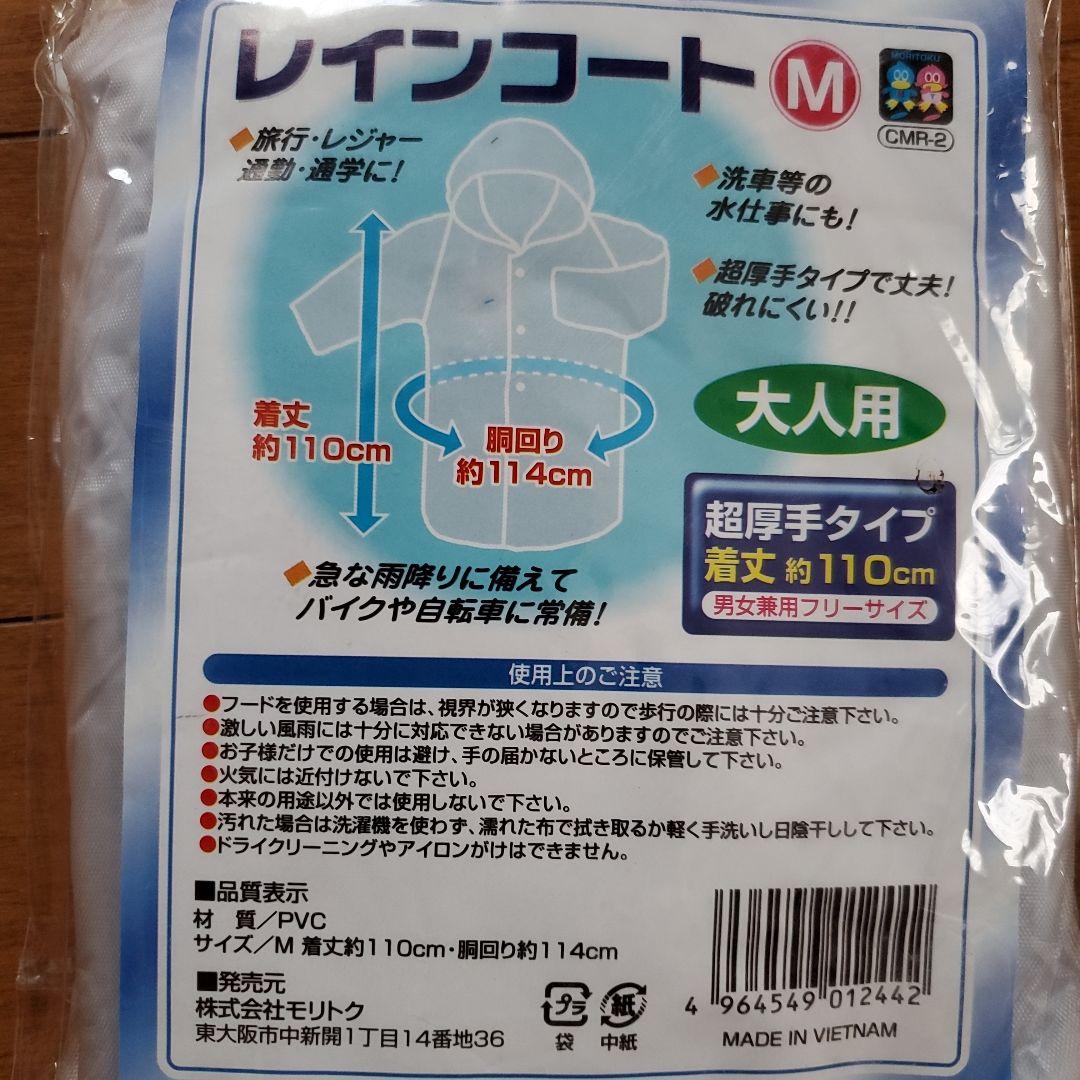 レインコート M
MORITOKU
CMR-2
旅行・レジャー
通勤・通学に!
洗車等の
水仕事にも!
超厚手タイプで丈夫!
破れにくい!!
着丈
約110cm
胴回り
約114cm
大人用
超厚手タイプ
着丈 約110cm
男女兼用フリーサイズ
急な雨降りに備えて
バイクや自転車に常備!
使用上のご注意
●フードを使用する場合は、視界が狭くなりますので歩行の際には十分ご注意下さい。
●激しい風雨には十分に対応できない場合がありますのでご注意下さい。
●お子様だけでの使用は避け、手の届かないところに保管して下さい。
●火気には近付けないで下さい。
●本来の用途以外では使用しないで下さい。
●汚れた場合は洗濯機を使わず、濡れた布で拭き取るか軽く手洗いし日陰干しして下さい。
●ドライクリーニングやアイロンがけはできません。
■品質表示
材 質/PVC
サイズ/M 着丈約110cm・胴回り約114cm
■発売元
株式会社モリトク
東大阪市中新開1丁目14番地36
プラ
袋
紙
中紙
4 964549 012442
MADE IN VIETNAM